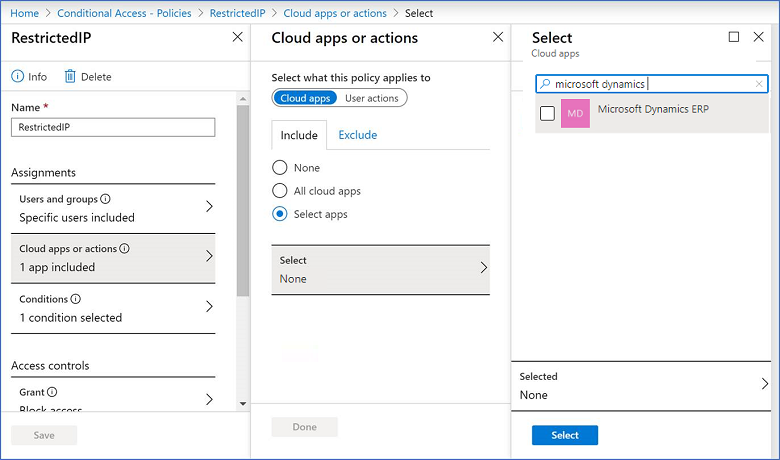 Home > Conditional Access - Policies > RestrictedIP > Cloud apps or actions > Select
RestrictedIP
Info
Delete
Name *
RestrictedIP
Assignments
Users and groups
Specific users included
Cloud apps or actions
1 app included
Conditions
1 condition selected
Access controls
Grant
Block access
Save
Cloud apps or actions
Select what this policy applies to
Cloud apps
User actions
Include
Exclude
None
All cloud apps
Select apps
Select
None
Done
Select
Cloud apps
microsoft dynamics
MD
Microsoft Dynamics ERP
Selected
None
Select